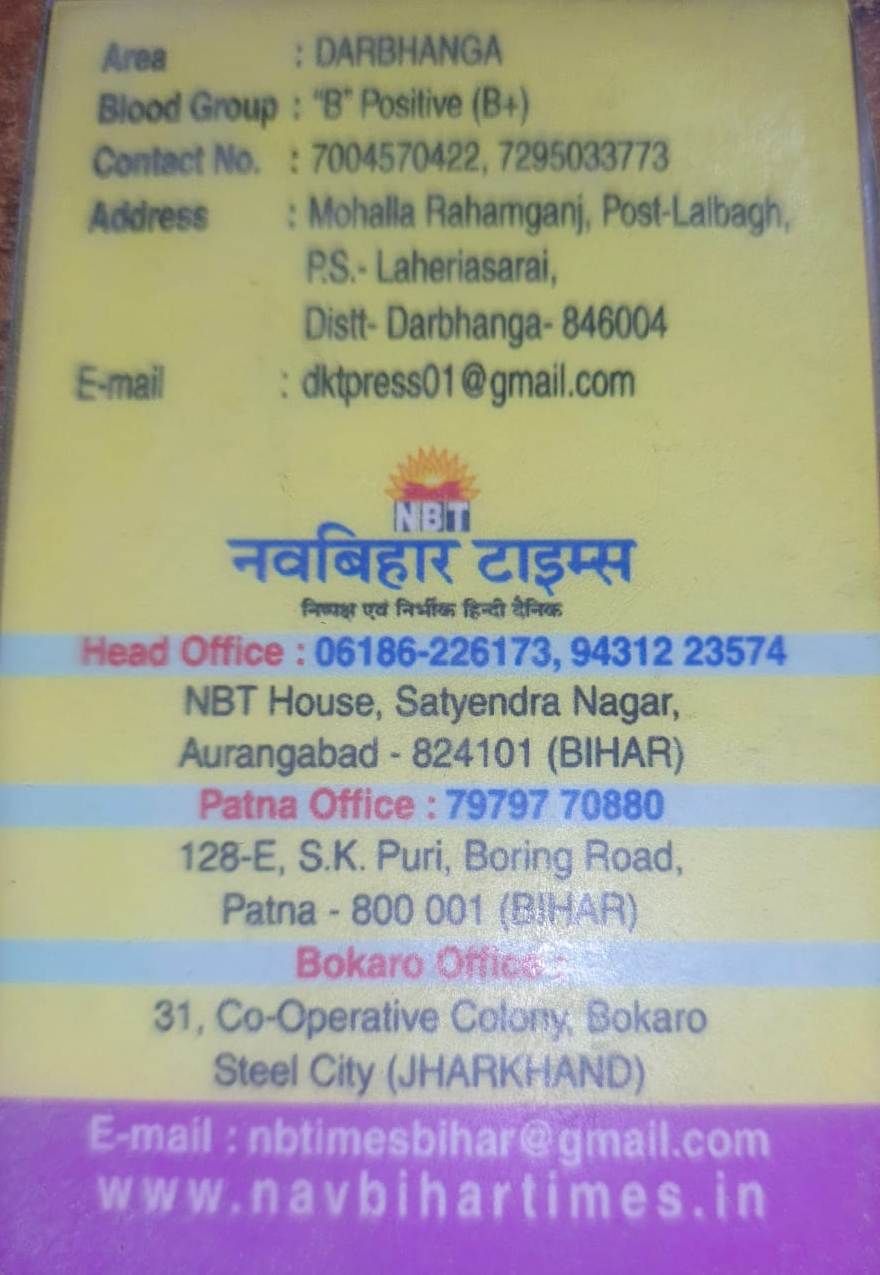 Area : DARBHANGA
Blood Group : "B" Positive (B+)
Contact No. : 7004570422, 7295033773
Address : Mohalla Rahamganj, Post-Lalbagh,
P.S.- Laheriasarai,
Distt- Darbhanga- 846004
E-mail : dktpress01@gmail.com
NBT
नवबिहार टाइम्स
निष्पक्ष एवं निर्भीक हिन्दी दैनिक
Head Office : 06186-226173, 94312 23574
NBT House, Satyendra Nagar,
Aurangabad - 824101 (BIHAR)
Patna Office : 79797 70880
128-E, S.K. Puri, Boring Road,
Patna - 800 001 (BIHAR)
Bokaro Office :
31, Co-Operative Colony, Bokaro
Steel City (JHARKHAND)
E-mail : nbtimesbihar@gmail.com
www.navbihartimes.in